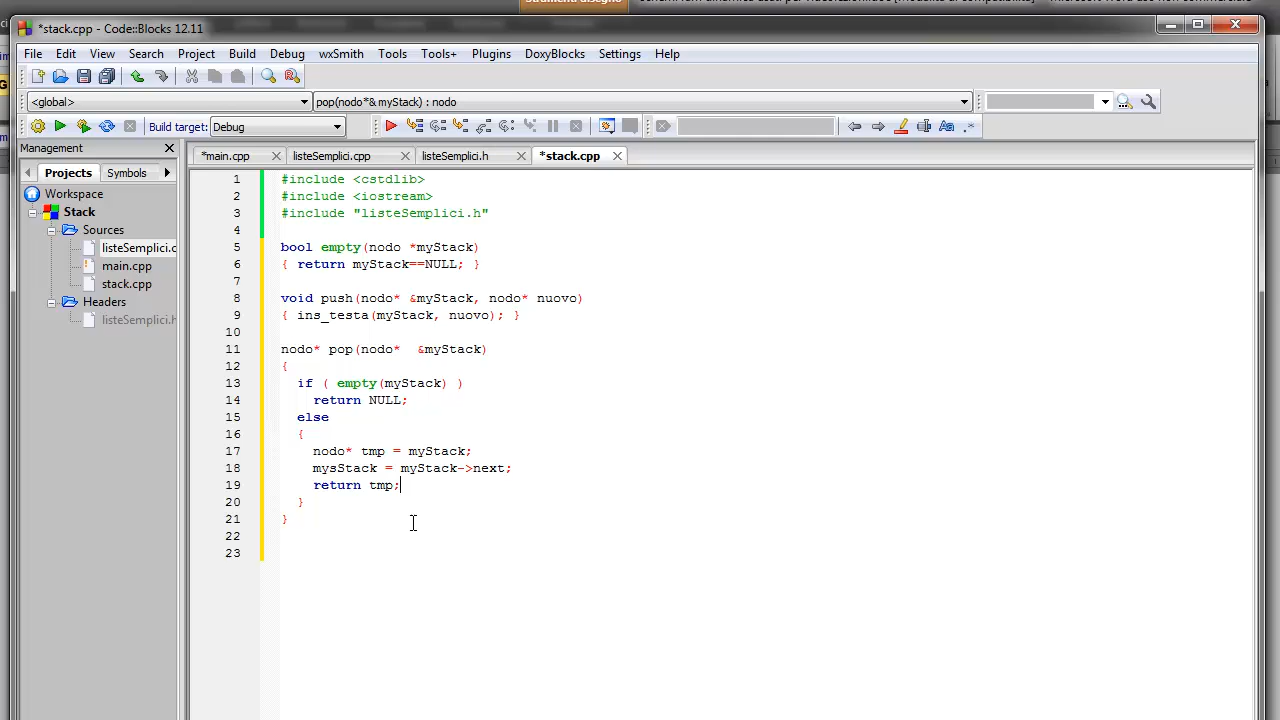 *stack.cpp - Code::Blocks 12.11
File Edit View Search Project Build Debug wxSmith Tools Tools+ Plugins DoxyBlocks Settings Help
<global> pop(nodo*& myStack) : nodo
Build target: Debug
Management
*main.cpp listeSemplici.cpp listeSemplici.h *stack.cpp
Projects Symbols
Workspace
Stack
Sources
listeSemplici.c
main.cpp
stack.cpp
Headers
listeSemplici.h
1 #include <cstdlib>
2 #include <iostream>
3 #include "listeSemplici.h"
4
5 bool empty(nodo *myStack)
6 { return myStack==NULL; }
7
8 void push(nodo* &myStack, nodo* nuovo)
9 { ins_testa(myStack, nuovo); }
10
11 nodo* pop(nodo*  &myStack)
12 {
13 if ( empty(myStack) )
14 return NULL;
15 else
16 {
17 nodo* tmp = myStack;
18 mysStack = myStack->next;
19 return tmp;
20 }
21 }
22
23